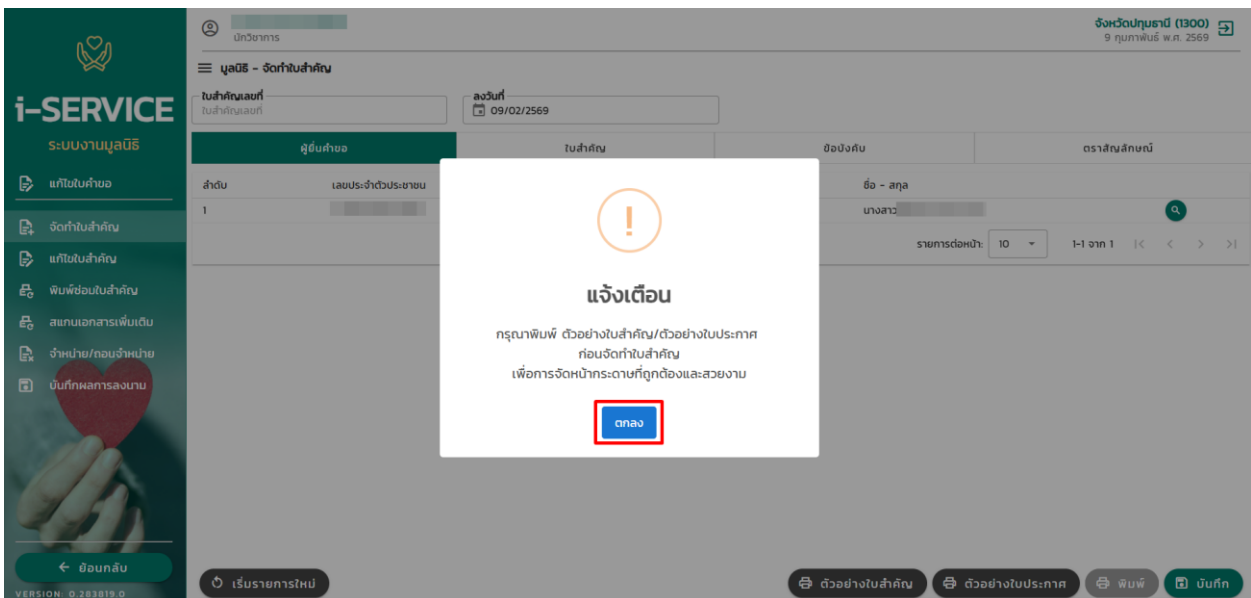 นักวิชาการ
จังหวัดปทุมธานี (1300)
9 กุมภาพันธ์ พ.ศ. 2569
มูลนิธิ - จัดทำใบสำคัญ
i-SERVICE
ระบบงานมูลนิธิ
ใบสำคัญเลขที่
ใบสำคัญเลขที่
ลงวันที่
09/02/2569
ผู้ยื่นคำขอ
ใบสำคัญ
ข้อบังคับ
ตราสัญลักษณ์
ลำดับ
เลขประจำตัวประชาชน
ชื่อ - สกุล
1
นางสาว
รายการต่อหน้า:
10
1-1 จาก 1
แก้ไขใบคำขอ
จัดทำใบสำคัญ
แก้ไขใบสำคัญ
พิมพ์ซ่อมใบสำคัญ
สแกนเอกสารเพิ่มเติม
จำหน่าย/ถอนจำหน่าย
บันทึกผลการลงนาม
แจ้งเตือน
กรุณาพิมพ์ ตัวอย่างใบสำคัญ/ตัวอย่างใบประกาศ
ก่อนจัดทำใบสำคัญ
เพื่อการจัดหน้ากระดาษที่ถูกต้องและสวยงาม
ตกลง
ย้อนกลับ
VERSION: 0.283819.0
เริ่มรายการใหม่
ตัวอย่างใบสำคัญ
ตัวอย่างใบประกาศ
พิมพ์
บันทึก